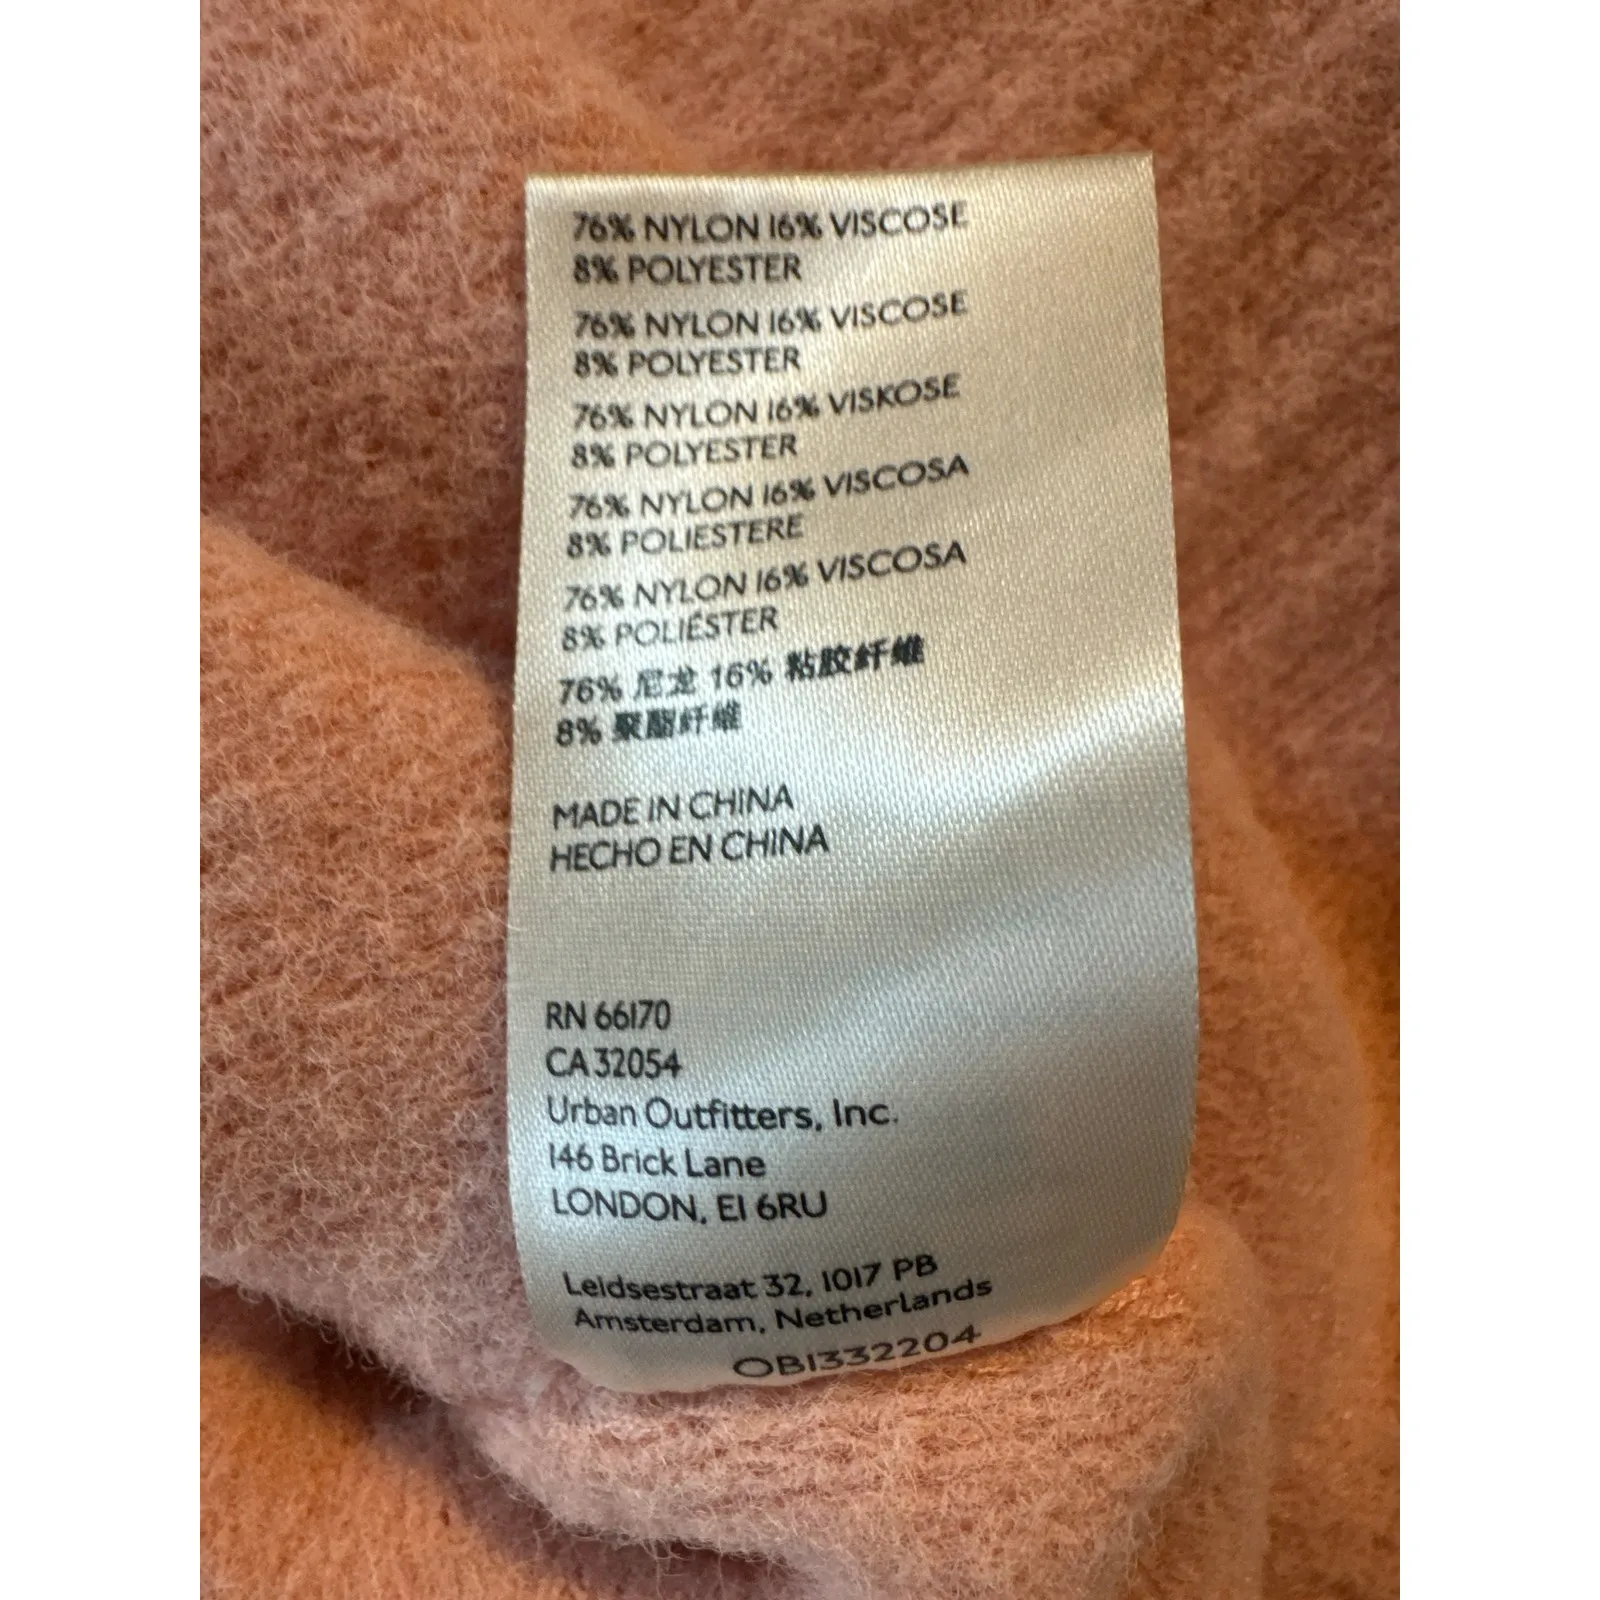 76% NYLON 16% VISCOSE
8% POLYESTER
76% NYLON 16% VISCOSE
8% POLYESTER
76% NYLON 16% VISKOSE
8% POLYESTER
76% NYLON 16% VISCOSA
8% POLIESTERE
76% NYLON 16% VISCOSA
8% POLIÉSTER
76% 尼龙 16% 粘胶纤维
8% 聚酯纤维
MADE IN CHINA
HECHO EN CHINA
RN 66170
CA 32054
Urban Outfitters, Inc.
146 Brick Lane
LONDON, E1 6RU
Leidsestraat 32, 1017 PB
Amsterdam, Netherlands
OB1332204